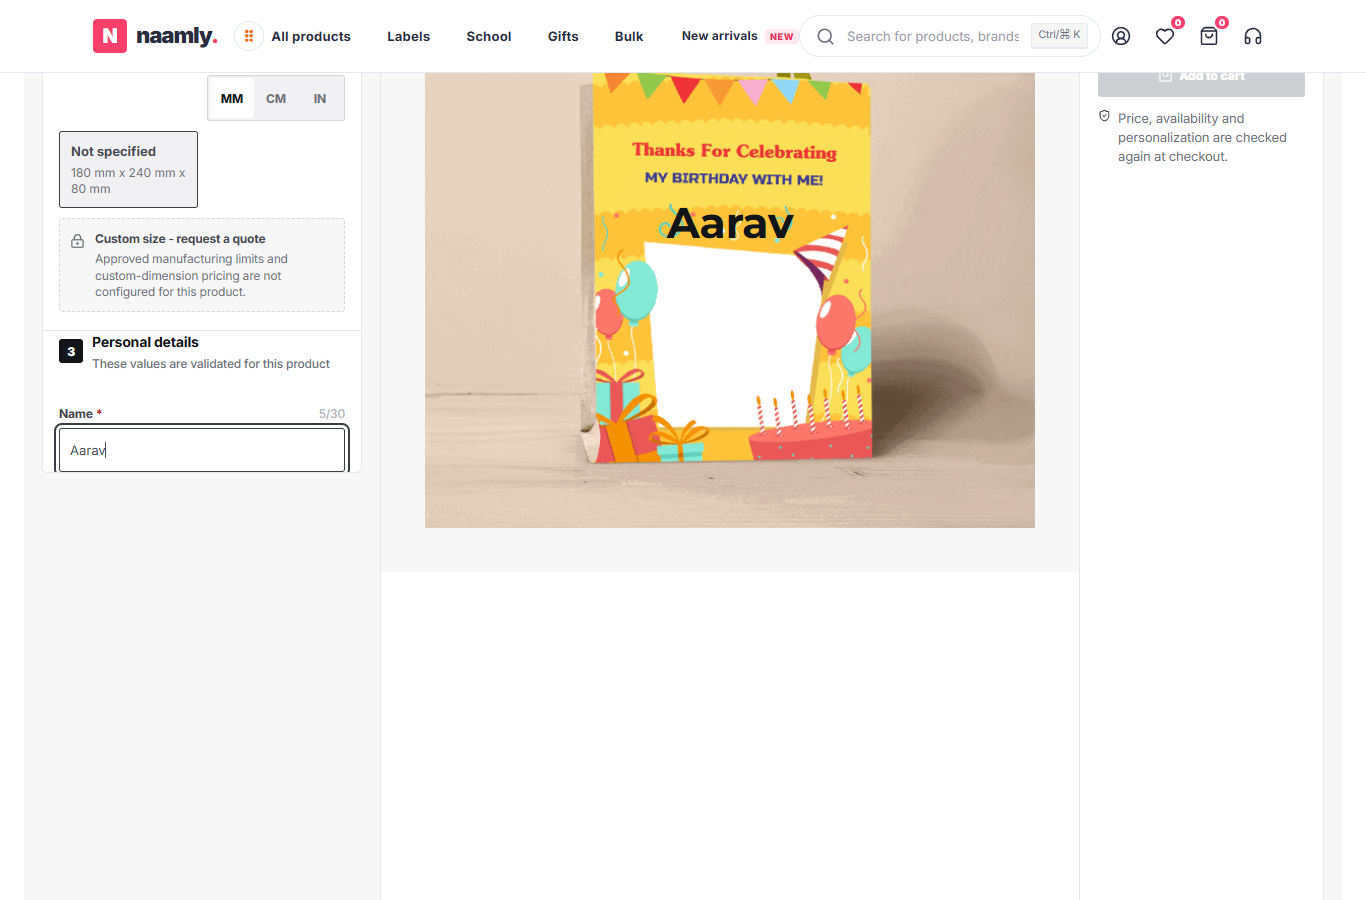 N naamly.
All products
Labels
School
Gifts
Bulk
New arrivals NEW
Search for products, brands
Ctrl/⌘ K
0
0
MM CM IN
Not specified
180 mm x 240 mm x
80 mm
Custom size - request a quote
Approved manufacturing limits and
custom-dimension pricing are not
configured for this product.
3 Personal details
These values are validated for this product
Name * 5/30
Aarav
Thanks For Celebrating
MY BIRTHDAY WITH ME!
Aarav
Add to cart
Price, availability and
personalization are checked
again at checkout.